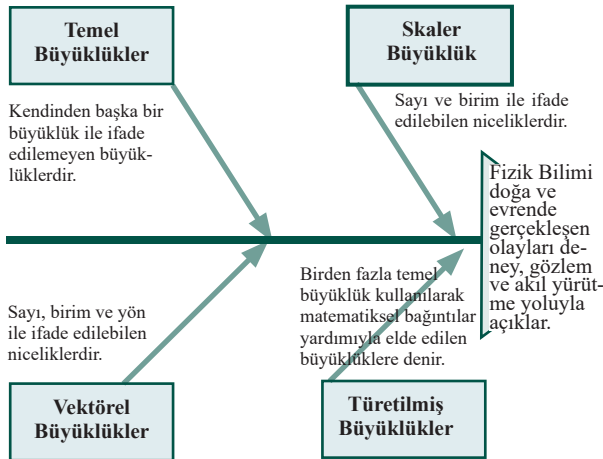 Temel
Büyüklükler
Skaler
Büyüklük
Kendinden başka bir
büyüklük ile ifade
edilemeyen büyük-
lüklerdir.
Sayı ve birim ile ifade
edilebilen niceliklerdir.
Fizik Bilimi
doğa ve
evrende
gerçekleşen
olayları de-
ney, gözlem
ve akıl yürüt-
me yoluyla
açıklar.
Sayı, birim ve yön
ile ifade edilebilen
niceliklerdir.
Birden fazla temel
büyüklük kullanılarak
matematiksel bağıntılar
yardımıyla elde edilen
büyüklüklere denir.
Vektörel
Büyüklükler
Türetilmiş
Büyüklükler